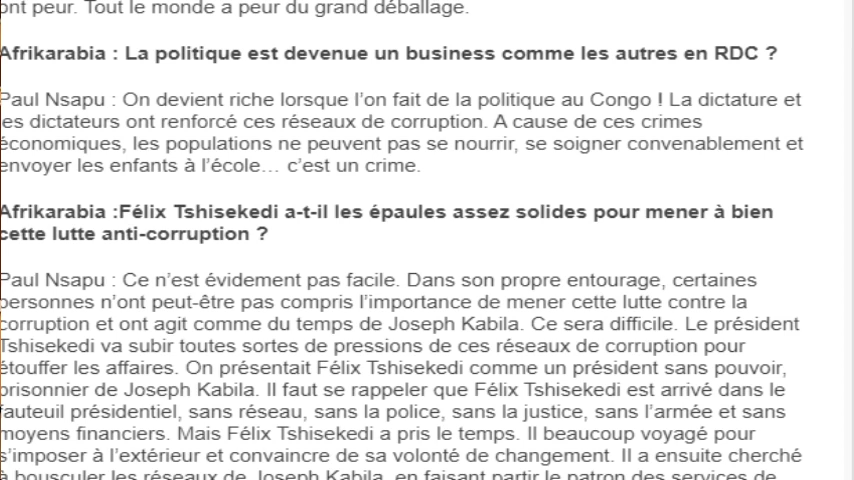 ont peur. Tout le monde a peur du grand déballage.
Afrikarabia : La politique est devenue un business comme les autres en RDC ?
Paul Nsapu : On devient riche lorsque l’on fait de la politique au Congo ! La dictature et
les dictateurs ont renforcé ces réseaux de corruption. A cause de ces crimes
économiques, les populations ne peuvent pas se nourrir, se soigner convenablement et
envoyer les enfants à l’école… c’est un crime.
Afrikarabia :Félix Tshisekedi a-t-il les épaules assez solides pour mener à bien
cette lutte anti-corruption ?
Paul Nsapu : Ce n’est évidement pas facile. Dans son propre entourage, certaines
personnes n’ont peut-être pas compris l’importance de mener cette lutte contre la
corruption et ont agit comme du temps de Joseph Kabila. Ce sera difficile. Le président
Tshisekedi va subir toutes sortes de pressions de ces réseaux de corruption pour
étouffer les affaires. On présentait Félix Tshisekedi comme un président sans pouvoir,
prisonnier de Joseph Kabila. Il faut se rappeler que Félix Tshisekedi est arrivé dans le
fauteuil présidentiel, sans réseau, sans la police, sans la justice, sans l’armée et sans
moyens financiers. Mais Félix Tshisekedi a pris le temps. Il beaucoup voyagé pour
s’imposer à l’extérieur et convaincre de sa volonté de changement. Il a ensuite cherché
à bousculer les réseaux de Joseph Kabila, en faisant partir le patron des services de